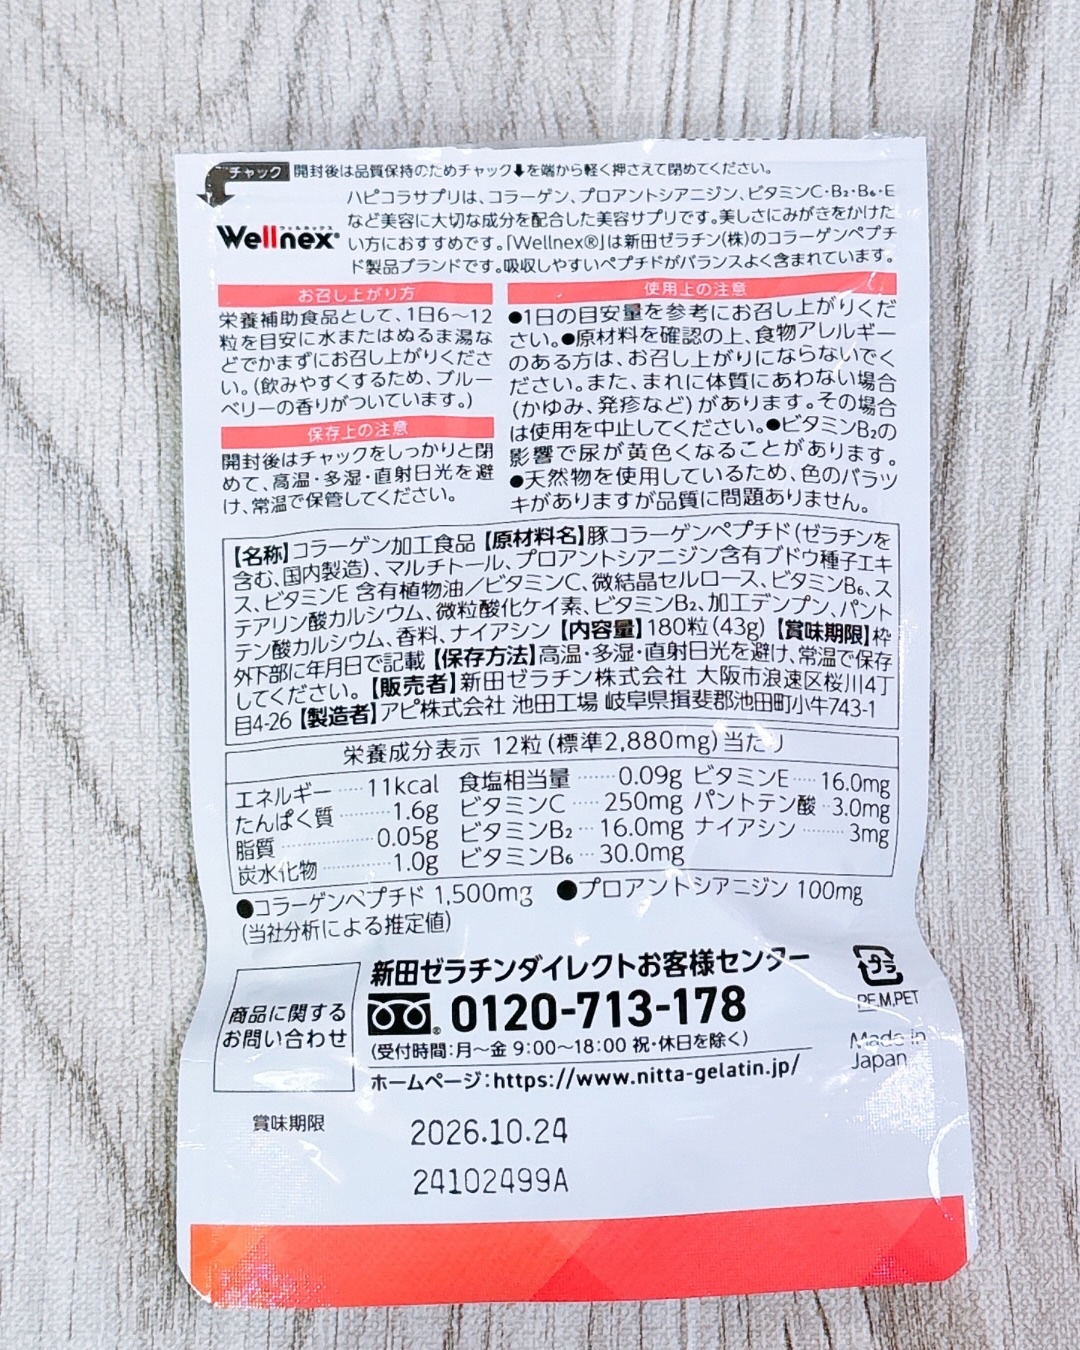 チャック 開封後は品質保持のためチャック⬇を端から軽く押さえて閉めてください。
ハピコラサプリは、コラーゲン、プロアントシアニジン、ビタミンC・B₂・B₆・E
など美容に大切な成分を配合した美容サプリです。美しさにみがきをかけた
い方におすすめです。「Wellnex®」は新田ゼラチン(株)のコラーゲンペプチ
ド製品ブランドです。吸収しやすいペプチドがバランスよく含まれています。
ウェルネックス
Wellnex®
お召し上がり方
栄養補助食品として、1日6〜12
粒を目安に水またはぬるま湯な
どでかまずにお召し上がりくださ
い。(飲みやすくするため、ブルー
ベリーの香りがついています。)
保存上の注意
開封後はチャックをしっかりと閉
めて、高温・多湿・直射日光を避
け、常温で保管してください。
使用上の注意
●1日の目安量を参考にお召し上がりくだ
さい。●原材料を確認の上、食物アレルギー
のある方は、お召し上がりにならないでく
ださい。また、まれに体質にあわない場合
(かゆみ、発疹など)があります。その場合
は使用を中止してください。●ビタミンB₂の
影響で尿が黄色くなることがあります。
●天然物を使用しているため、色のバラツ
キがありますが品質に問題ありません。
【名称】コラーゲン加工食品【原材料名】豚コラーゲンペプチド(ゼラチンを
含む、国内製造)、マルチトール、プロアントシアニジン含有ブドウ種子エキ
ス、ビタミンE 含有植物油／ビタミンC、微結晶セルロース、ビタミンB₆、ス
テアリン酸カルシウム、微粒酸化ケイ素、ビタミンB₂、加工デンプン、パント
テン酸カルシウム、香料、ナイアシン【内容量】180粒(43g)【賞味期限】枠
外下部に年月日で記載【保存方法】高温・多湿・直射日光を避け、常温で保存
してください。【販売者】新田ゼラチン株式会社 大阪市浪速区桜川4丁
目4-26【製造者】アピ株式会社 池田工場 岐阜県揖斐郡池田町小牛743-1
栄養成分表示 12粒(標準2,880mg)当たり
エネルギー……11kcal
たんぱく質………1.6g
脂質……………0.05g
炭水化物…………1.0g
食塩相当量……0.09g
ビタミンC……250mg
ビタミンB₂…16.0mg
ビタミンB₆…30.0mg
ビタミンE……16.0mg
パントテン酸…3.0mg
ナイアシン………3mg
●コラーゲンペプチド 1,500mg ●プロアントシアニジン 100mg
(当社分析による推定値)
商品に関する
お問い合わせ
新田ゼラチンダイレクトお客様センター
0120-713-178
(受付時間：月〜金 9:00〜18:00 祝・休日を除く)
ホームページ：https://www.nitta-gelatin.jp/
プラ
PE,M,PET
Made in
Japan
賞味期限
2026.10.24
24102499A